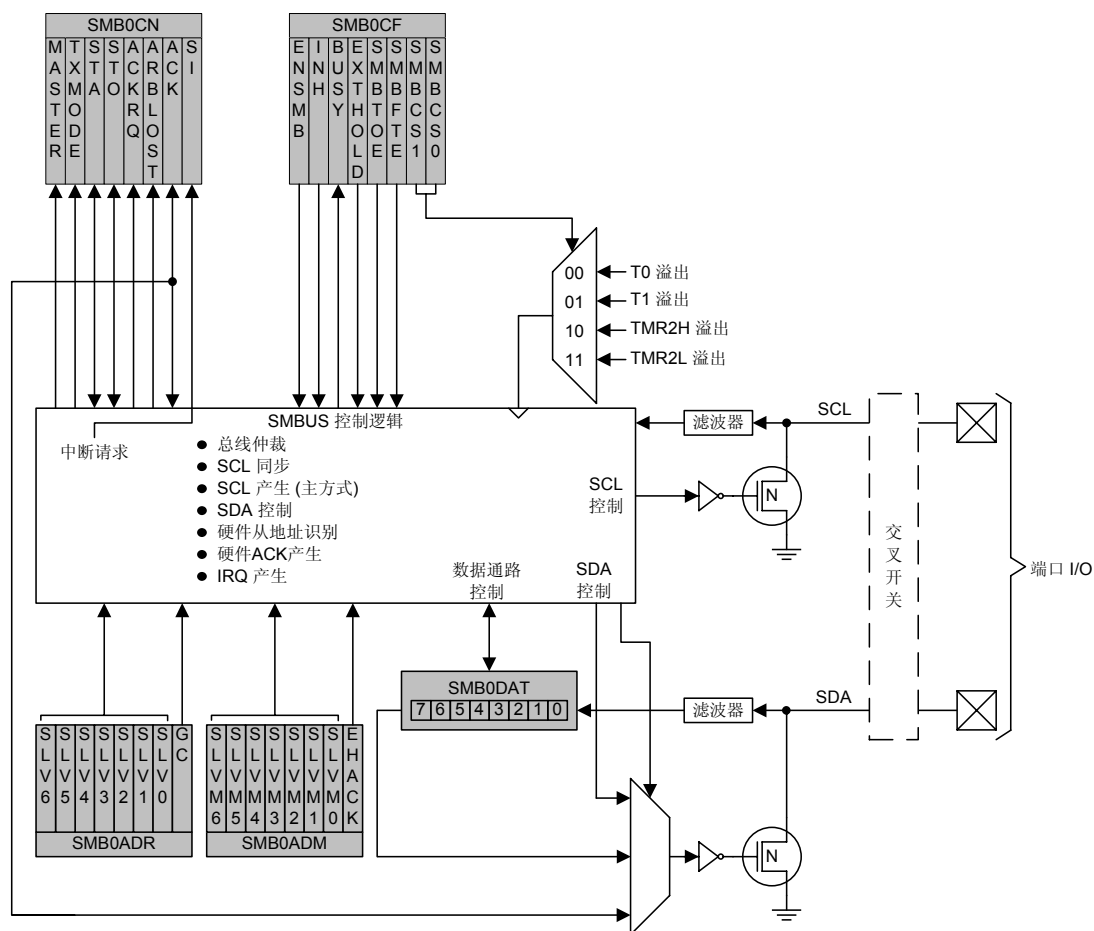 SMB0CN
MASTER
TXMODE
STA
STO
ACKRQ
ARBLOST
ACK
SI
SMB0CF
ENSMB
INH
BUSY
EXTHOLD
SMBTOE
SMBFTE
SMBCS1
SMBCS0
00
T0 溢出
01
T1 溢出
10
TMR2H 溢出
11
TMR2L 溢出
SMBUS 控制逻辑
中断请求
● 总线仲裁
● SCL 同步
● SCL 产生 (主方式)
● SDA 控制
● 硬件从地址识别
● 硬件ACK产生
● IRQ 产生
SCL
控制
数据通路
控制
SDA
控制
滤波器
SCL
N
交叉开关
端口 I/O
SMB0DAT
7 6 5 4 3 2 1 0
滤波器
SDA
N
SLV6
SLV5
SLV4
SLV3
SLV2
SLV1
SLV0
GC
SMB0ADR
SLVM6
SLVM5
SLVM4
SLVM3
SLVM2
SLVM1
SLVM0
EHACK
SMB0ADM